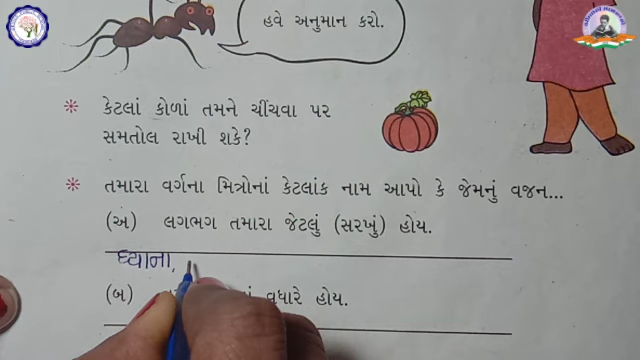 હવે અનુમાન કરો.
કેટલાં કોળાં તમને ચીંચવા પર
સમતોલ રાખી શકે?
તમારા વર્ગના મિત્રોનાં કેટલાંક નામ આપો કે જેમનું વજન...
(અ) લગભગ તમારા જેટલું (સરખું) હોય.
ધ્યાના,
(બ) વધારે હોય.